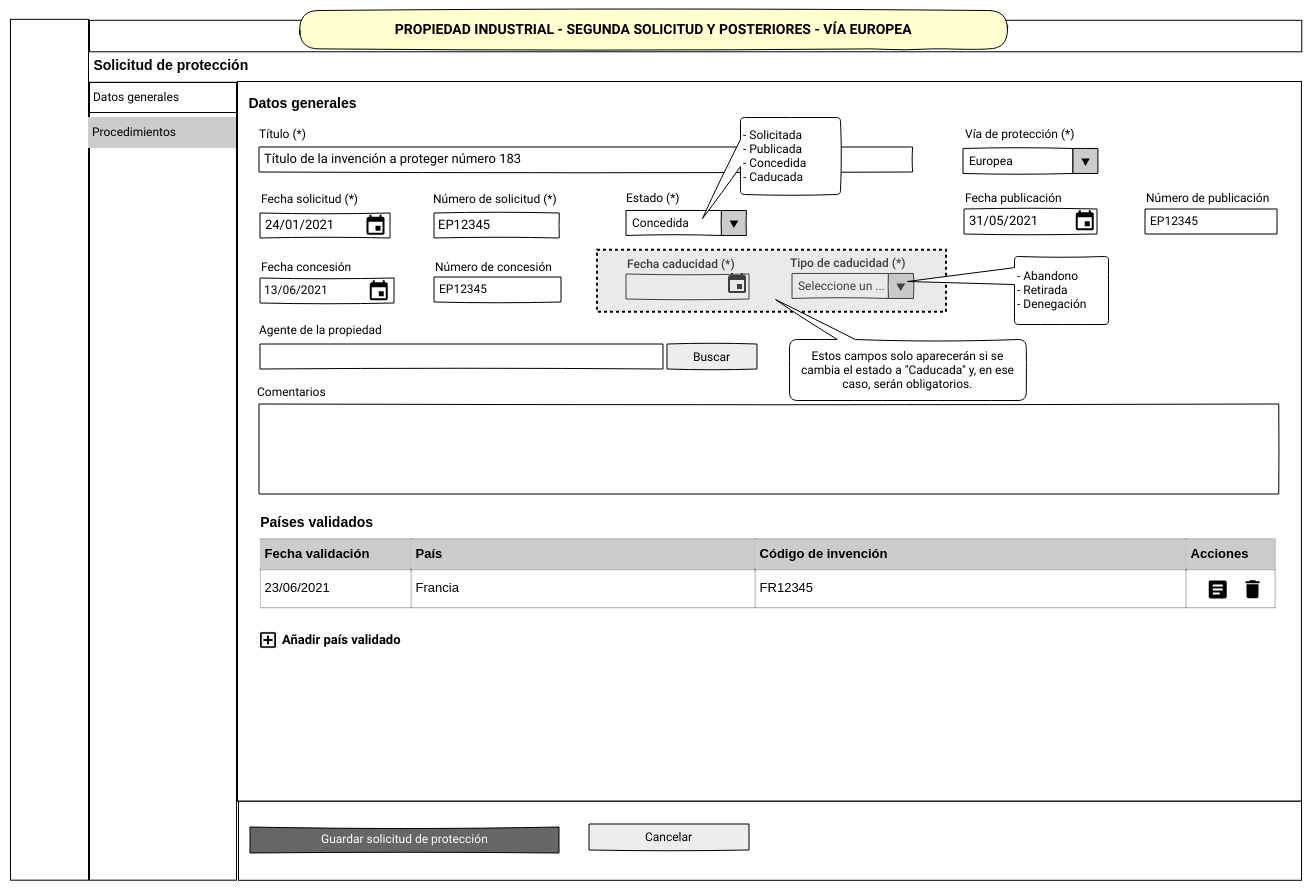 PROPIEDAD INDUSTRIAL - SEGUNDA SOLICITUD Y POSTERIORES - VÍA EUROPEA
Solicitud de protección
Datos generales
Procedimientos
Datos generales
Título (*)
Título de la invención a proteger número 183
- Solicitada
- Publicada
- Concedida
- Caducada
Vía de protección (*)
Europea
Fecha solicitud (*)
24/01/2021
Número de solicitud (*)
EP12345
Estado (*)
Concedida
Fecha publicación
31/05/2021
Número de publicación
EP12345
Fecha concesión
13/06/2021
Número de concesión
EP12345
Fecha caducidad (*)
Tipo de caducidad (*)
Seleccione un ...
- Abandono
- Retirada
- Denegación
Agente de la propiedad
Buscar
Estos campos solo aparecerán si se
cambia el estado a "Caducada" y, en ese
caso, serán obligatorios.
Comentarios
Países validados
Fecha validación País Código de invención Acciones
23/06/2021 Francia FR12345
Añadir país validado
Guardar solicitud de protección
Cancelar